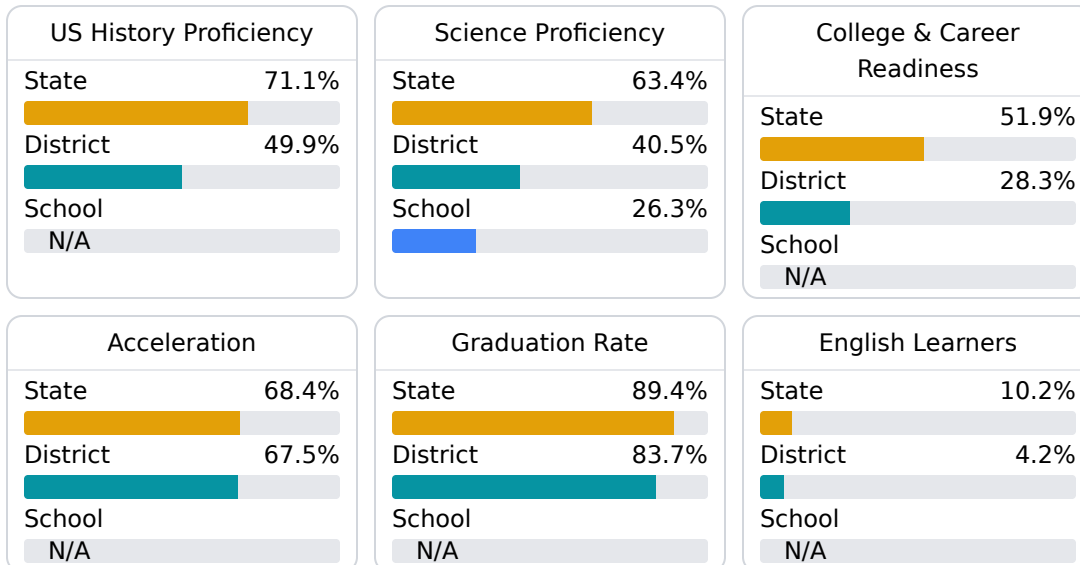 US History Proficiency
State 71.1%
District 49.9%
School
N/A
Science Proficiency
State 63.4%
District 40.5%
School 26.3%
College & Career
Readiness
State 51.9%
District 28.3%
School
N/A
Acceleration
State 68.4%
District 67.5%
School
N/A
Graduation Rate
State 89.4%
District 83.7%
School
N/A
English Learners
State 10.2%
District 4.2%
School
N/A